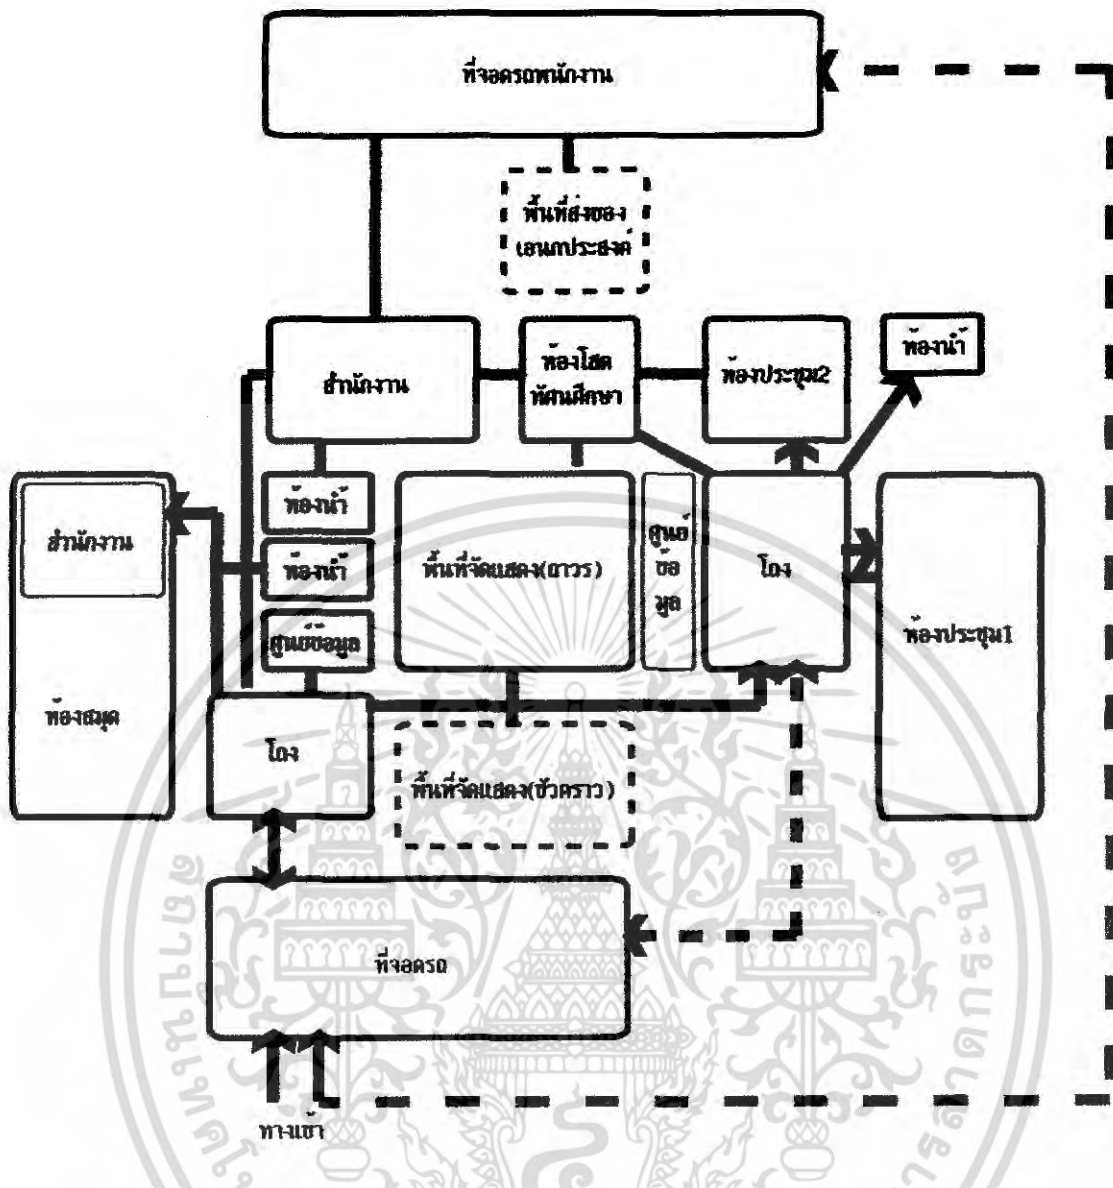 ที่จอดรถพนักงาน
พื้นที่ส่งของ
เอนกประสงค์
สำนักงาน
ห้องโสต
ทัศนศึกษา
ห้องประชุม2
ห้องน้ำ
สำนักงาน
ห้องสมุด
ห้องน้ำ
ห้องน้ำ
ศูนย์ข้อมูล
พื้นที่จัดแสดง(ถาวร)
ศูนย์
ข้อ
มูล
โถง
ห้องประชุม1
โถง
พื้นที่จัดแสดง(ชั่วคราว)
ที่จอดรถ
ทางเข้า